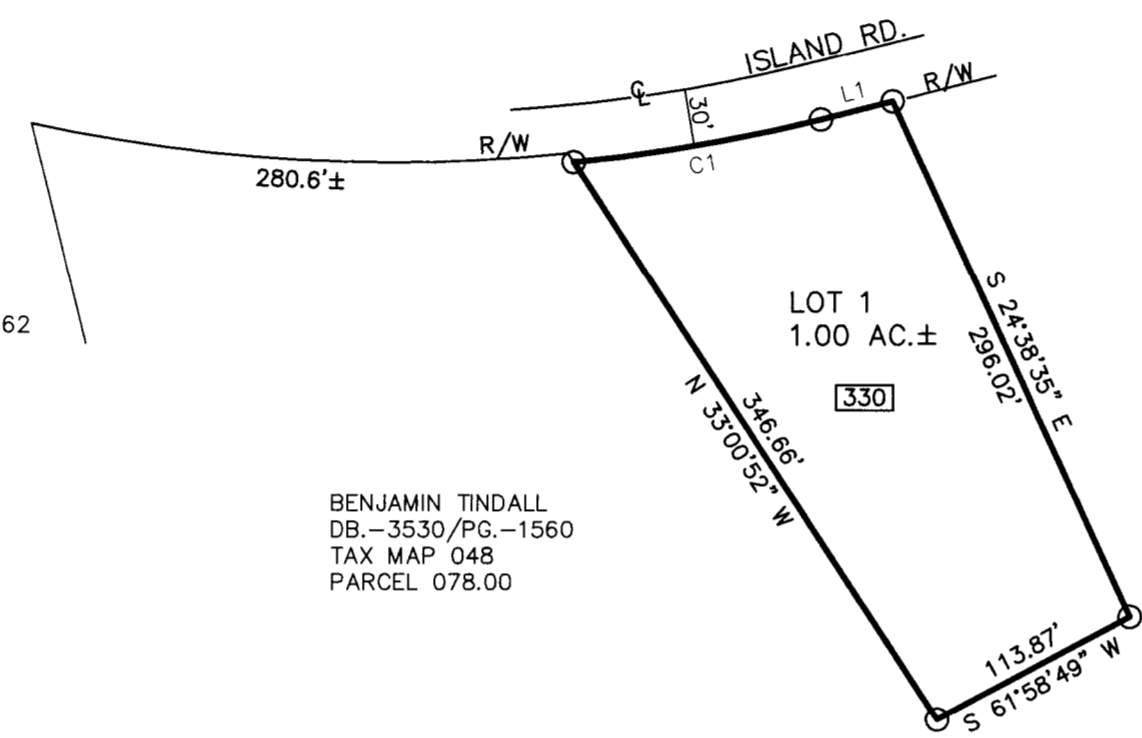 ISLAND RD.
℄
30'
R/W
L1
R/W
C1
280.6'±
62
LOT 1
1.00 AC.±
330
S 24°38'35" E
296.02'
346.66'
N 33°00'52" W
BENJAMIN TINDALL
DB.-3530/PG.-1560
TAX MAP 048
PARCEL 078.00
113.87'
S 61°58'49" W